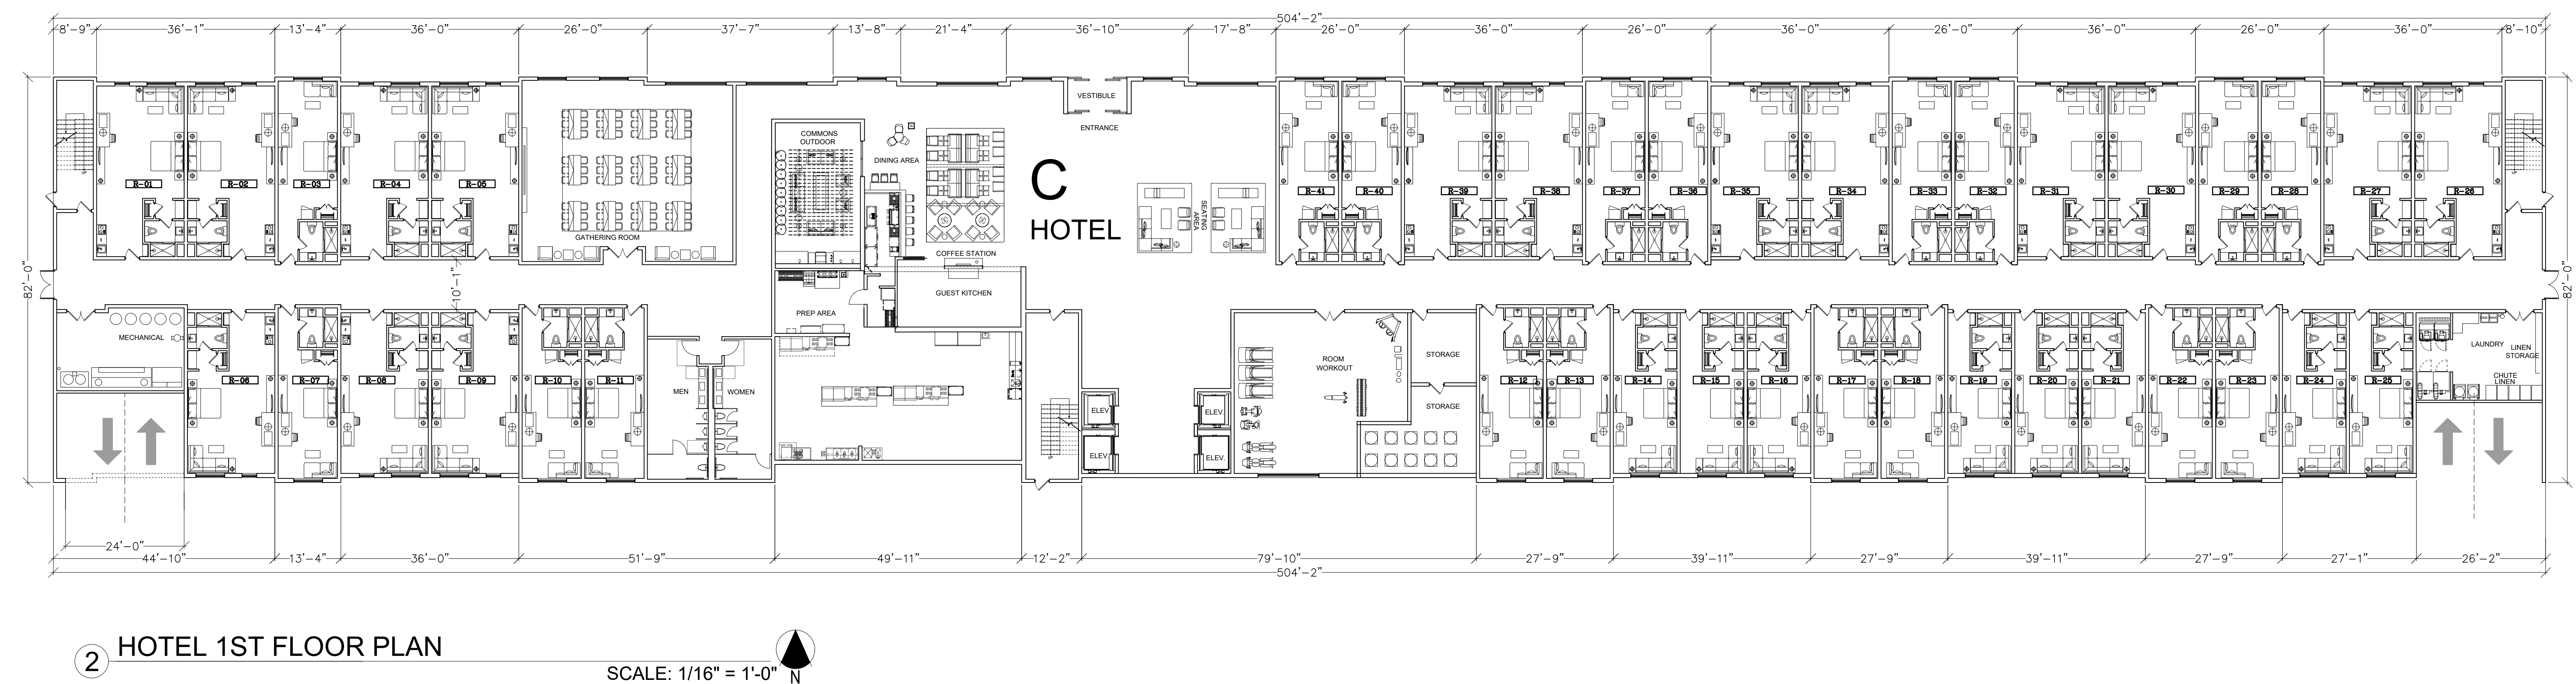 504'-2"
8'-9" 36'-1" 13'-4" 36'-0" 26'-0" 37'-7" 13'-8" 21'-4" 36'-10" 17'-8" 26'-0" 36'-0" 26'-0" 36'-0" 26'-0" 36'-0" 26'-0" 36'-0" 8'-10"
VESTIBULE
ENTRANCE
COMMONS
OUTDOOR
DINING AREA
C
HOTEL
R-01 R-02 R-03 R-04 R-05
R-41 R-40 R-39 R-38 R-37 R-36 R-35 R-34 R-33 R-32 R-31 R-30 R-29 R-28 R-27 R-26
SEATING
AREA
GATHERING ROOM
COFFEE STATION
82'-0"
10'-1"
82'-0"
GUEST KITCHEN
PREP AREA
MECHANICAL
ROOM
WORKOUT
STORAGE
LAUNDRY
LINEN
STORAGE
R-06 R-07 R-08 R-09 R-10 R-11
MEN
WOMEN
R-12 R-13 R-14 R-15 R-16 R-17 R-18 R-19 R-20 R-21 R-22 R-23 R-24 R-25
CHUTE
LINEN
STORAGE
ELEV.
ELEV.
ELEV.
ELEV.
24'-0"
44'-10" 13'-4" 36'-0" 51'-9" 49'-11" 12'-2" 79'-10" 27'-9" 39'-11" 27'-9" 39'-11" 27'-9" 27'-1" 26'-2"
504'-2"
2
HOTEL 1ST FLOOR PLAN
SCALE: 1/16" = 1'-0"
N